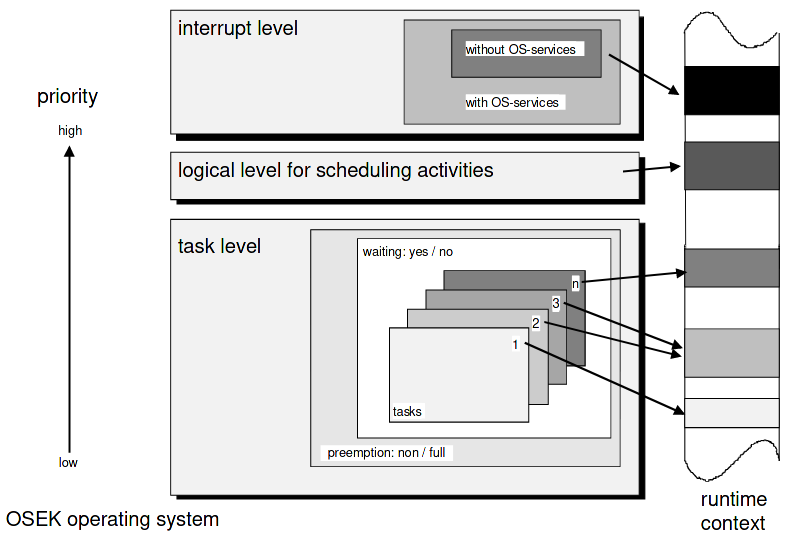 interrupt level
without OS-services
with OS-services
priority
high
logical level for scheduling activities
task level
waiting: yes / no
n
3
2
1
tasks
preemption: non / full
low
runtime
context
OSEK operating system